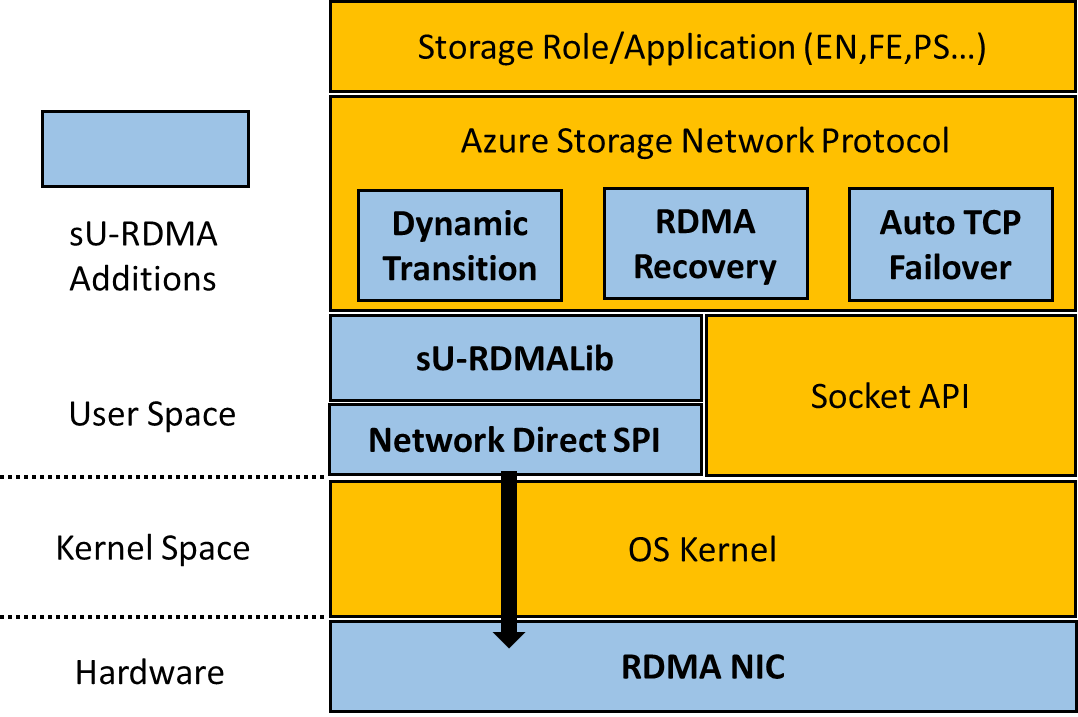 Storage Role/Application (EN,FE,PS...)
Azure Storage Network Protocol
Dynamic
Transition
RDMA
Recovery
Auto TCP
Failover
sU-RDMA
Additions
sU-RDMALib
Socket API
User Space
Network Direct SPI
Kernel Space
OS Kernel
Hardware
RDMA NIC